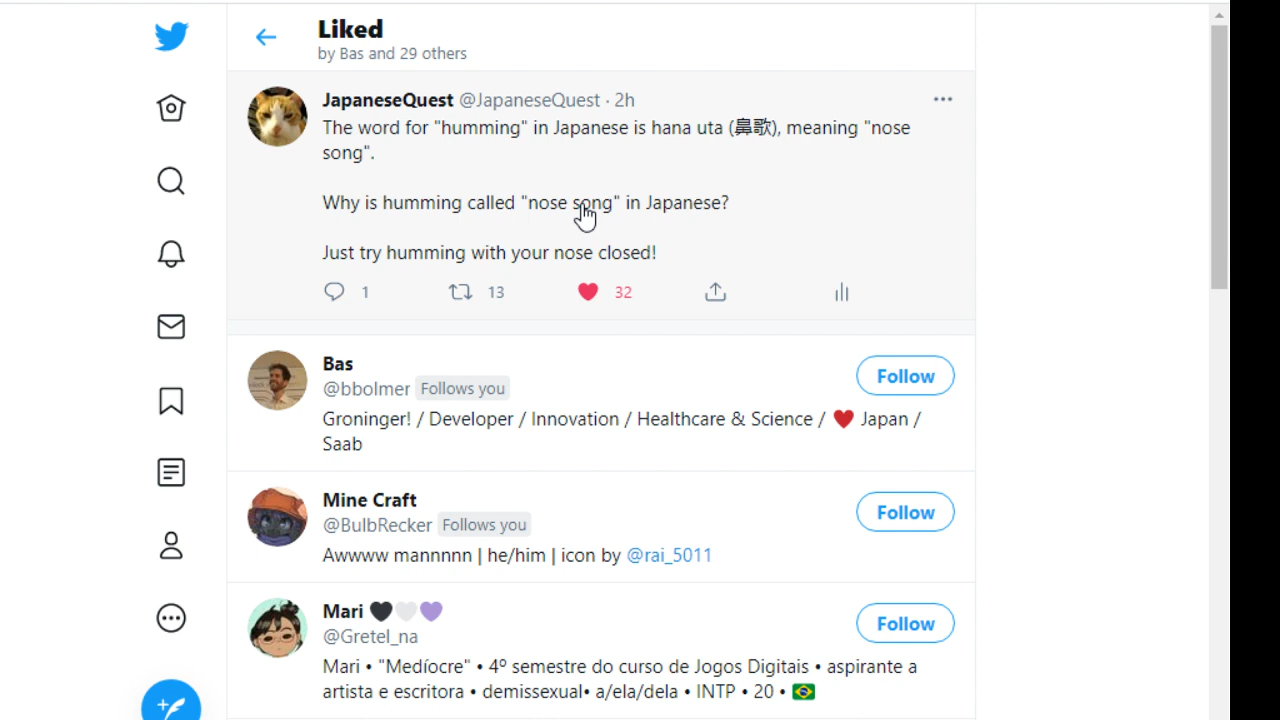 Liked
by Bas and 29 others
JapaneseQuest @JapaneseQuest · 2h
The word for "humming" in Japanese is hana uta (鼻歌), meaning "nose
song".
Why is humming called "nose song" in Japanese?
Just try humming with your nose closed!
1 13 32
Bas
@bbolmer Follows you
Follow
Groninger! / Developer / Innovation / Healthcare & Science / ❤️ Japan /
Saab
Mine Craft
@BulbRecker Follows you
Follow
Awwww mannnnn | he/him | icon by @rai_5011
Mari 🖤🤍💜
@Gretel_na
Follow
Mari • "Medíocre" • 4º semestre do curso de Jogos Digitais • aspirante a
artista e escritora • demissexual• a/ela/dela • INTP • 20 • 🇧🇷